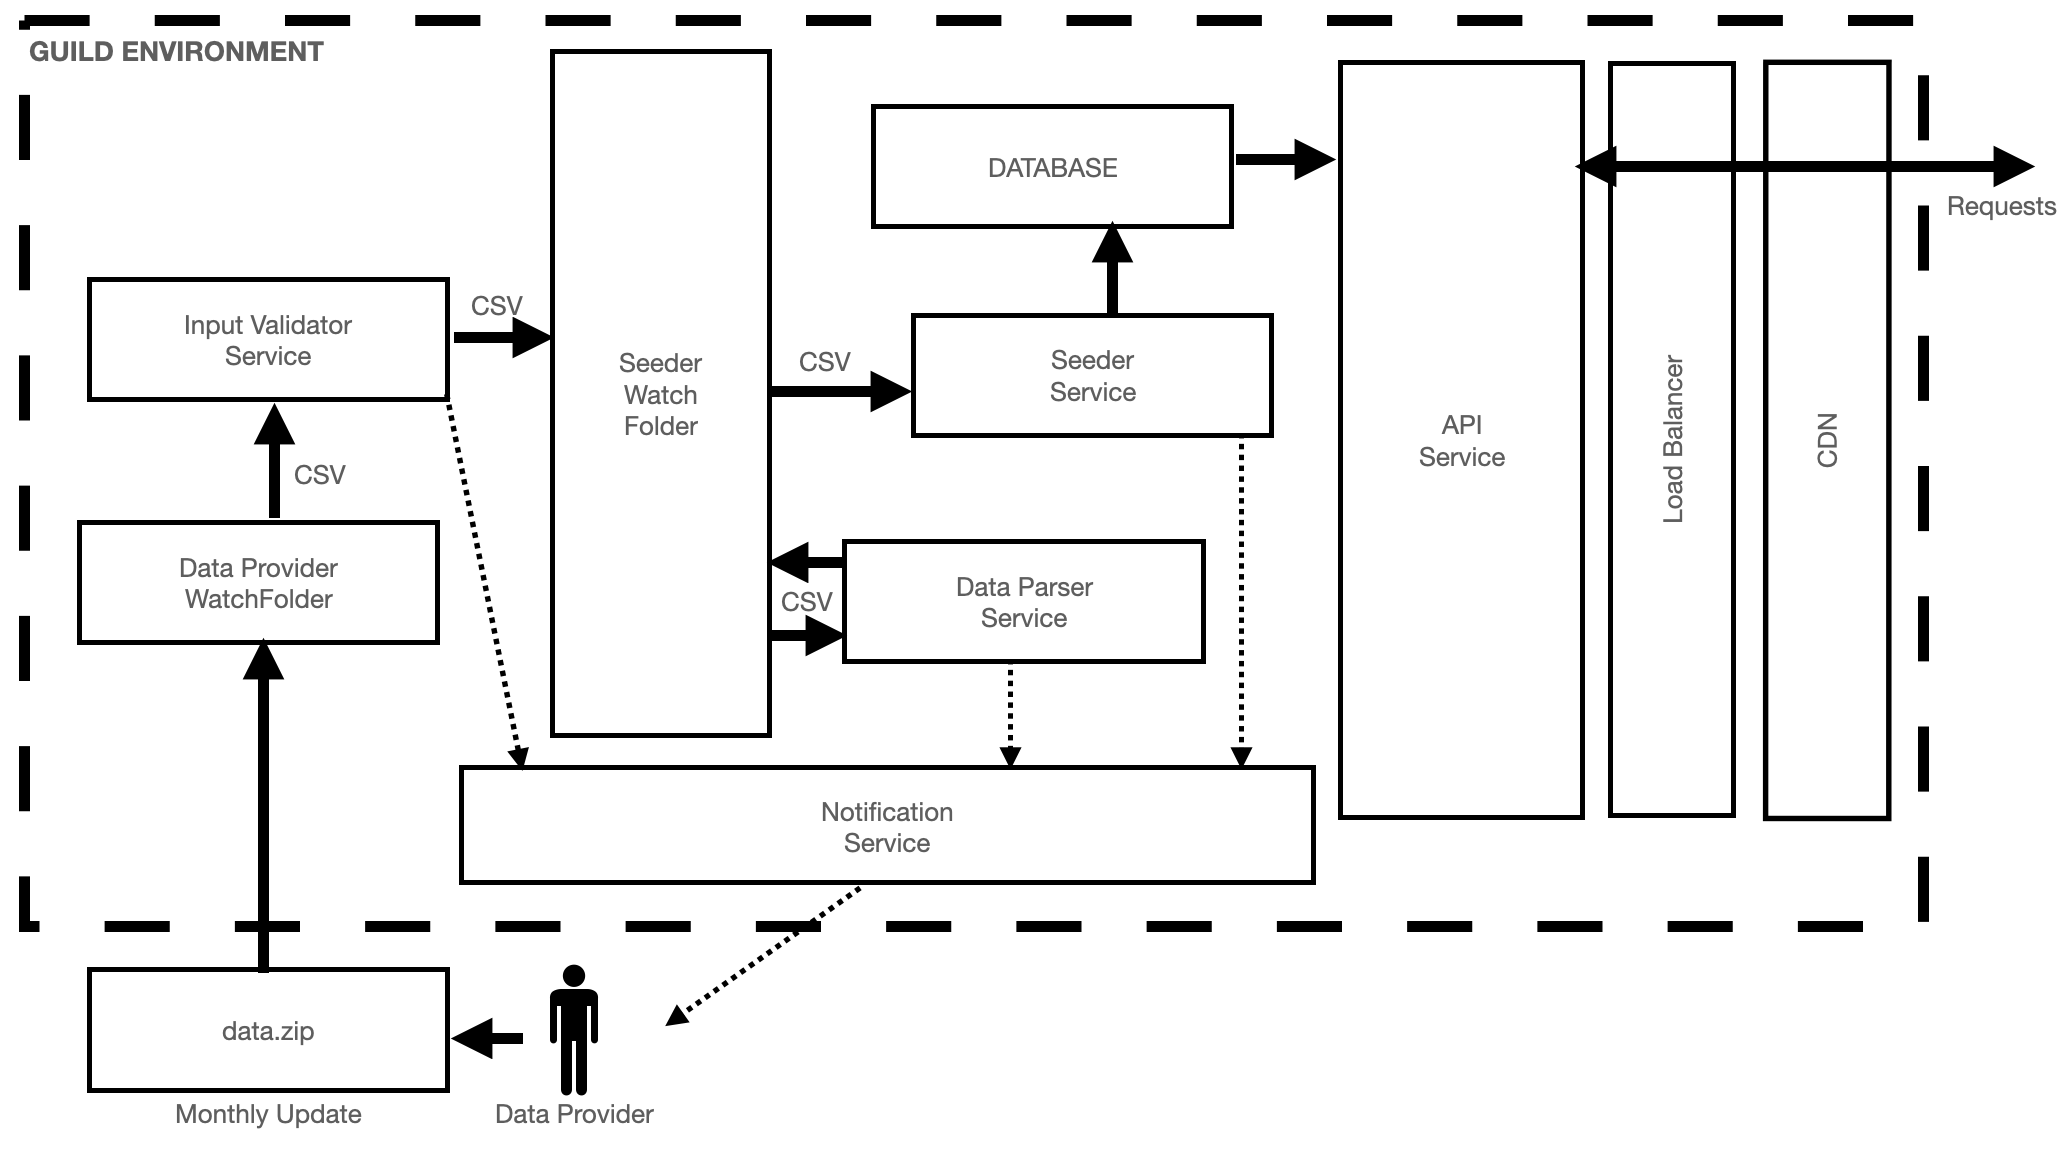 GUILD ENVIRONMENT
DATABASE
Requests
Input Validator
Service
CSV
Seeder
Watch
Folder
CSV
Seeder
Service
API
Service
Load Balancer
CDN
CSV
Data Provider
WatchFolder
CSV
Data Parser
Service
Notification
Service
data.zip
Monthly Update
Data Provider